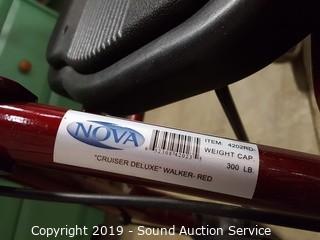 NOVA
ITEM: 4202RD
WEIGHT CAP.
300 LB.
"CRUISER DELUXE" WALKER- RED
Copyright 2019 - Sound Auction Service